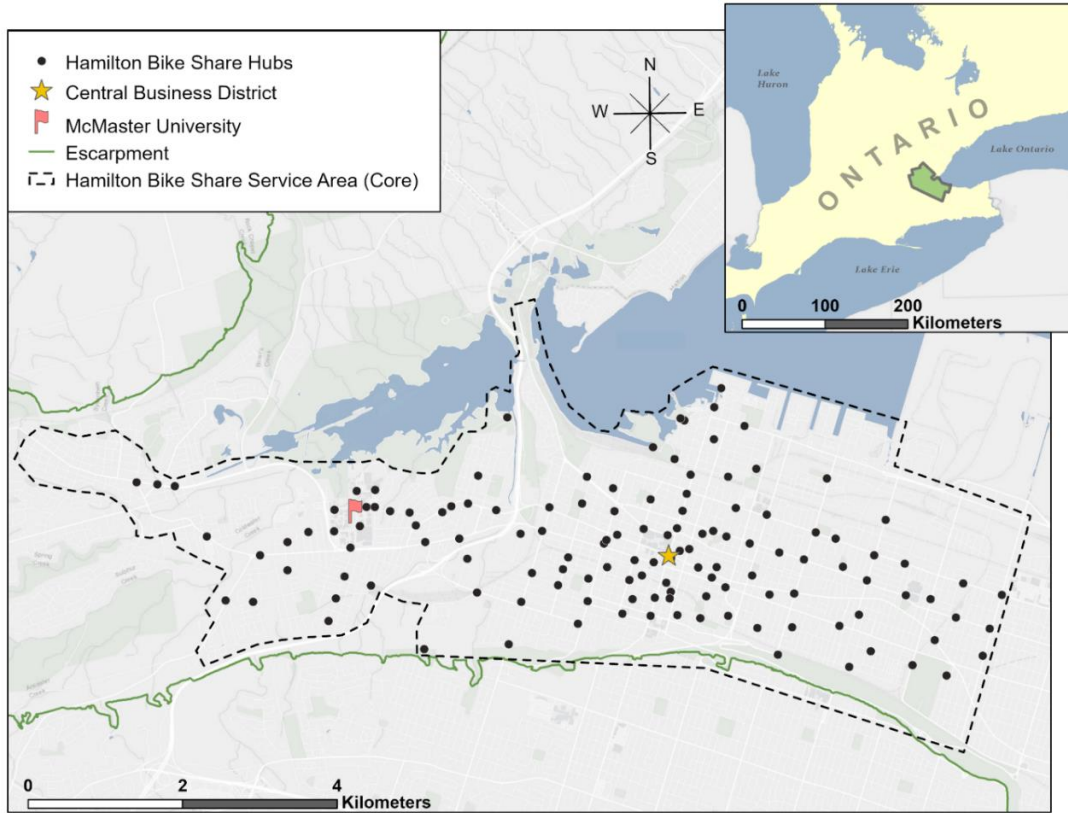 Hamilton Bike Share Hubs
Central Business District
McMaster University
Escarpment
Hamilton Bike Share Service Area (Core)
N
W E
S
Lake
Huron
ONTARIO
Lake Ontario
Lake Erie
0 100 200
Kilometers
0 2 4
Kilometers